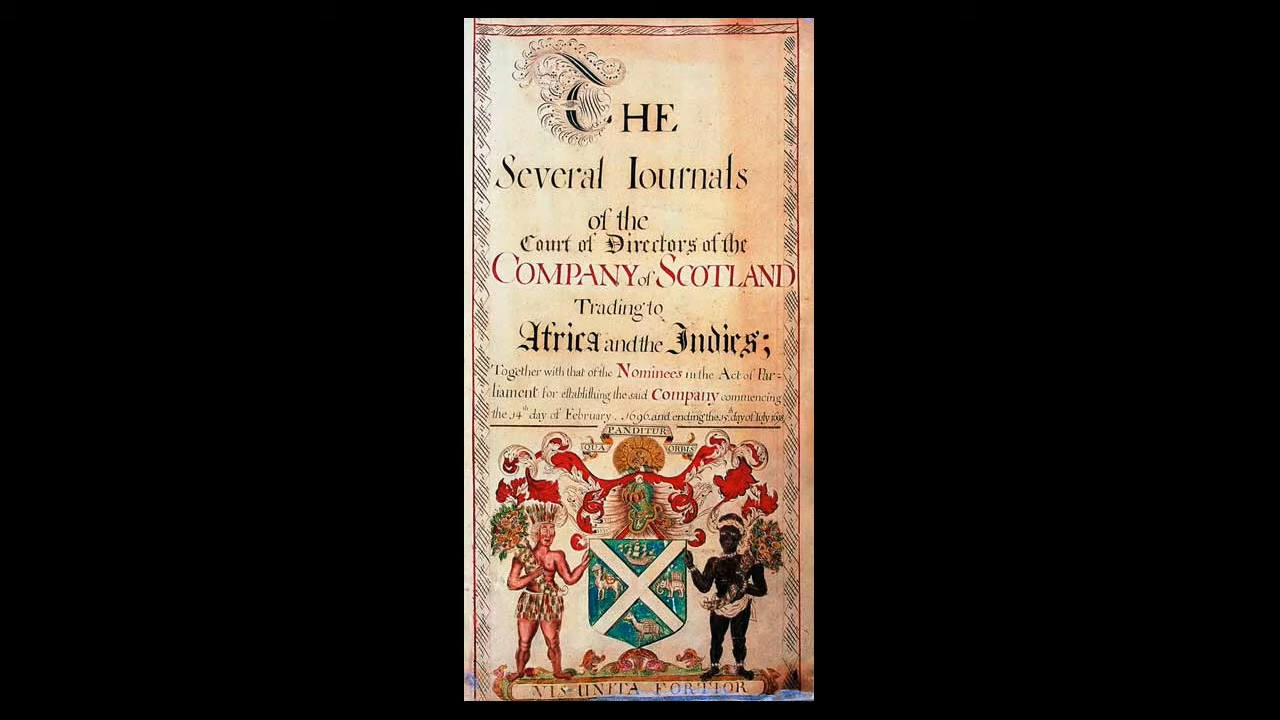 THE
Several Iournals
of the
Court of Directors of the
COMPANY of SCOTLAND
Trading to
Africa and the Indies;
Together with that of the Nominees in the Act of Par=
liament for establishing the said Company commencing
the 14th day of February . 1696 and ending the 15th day of July
PANDITUR
QUA ORBIS
VIS UNITA FORTIOR